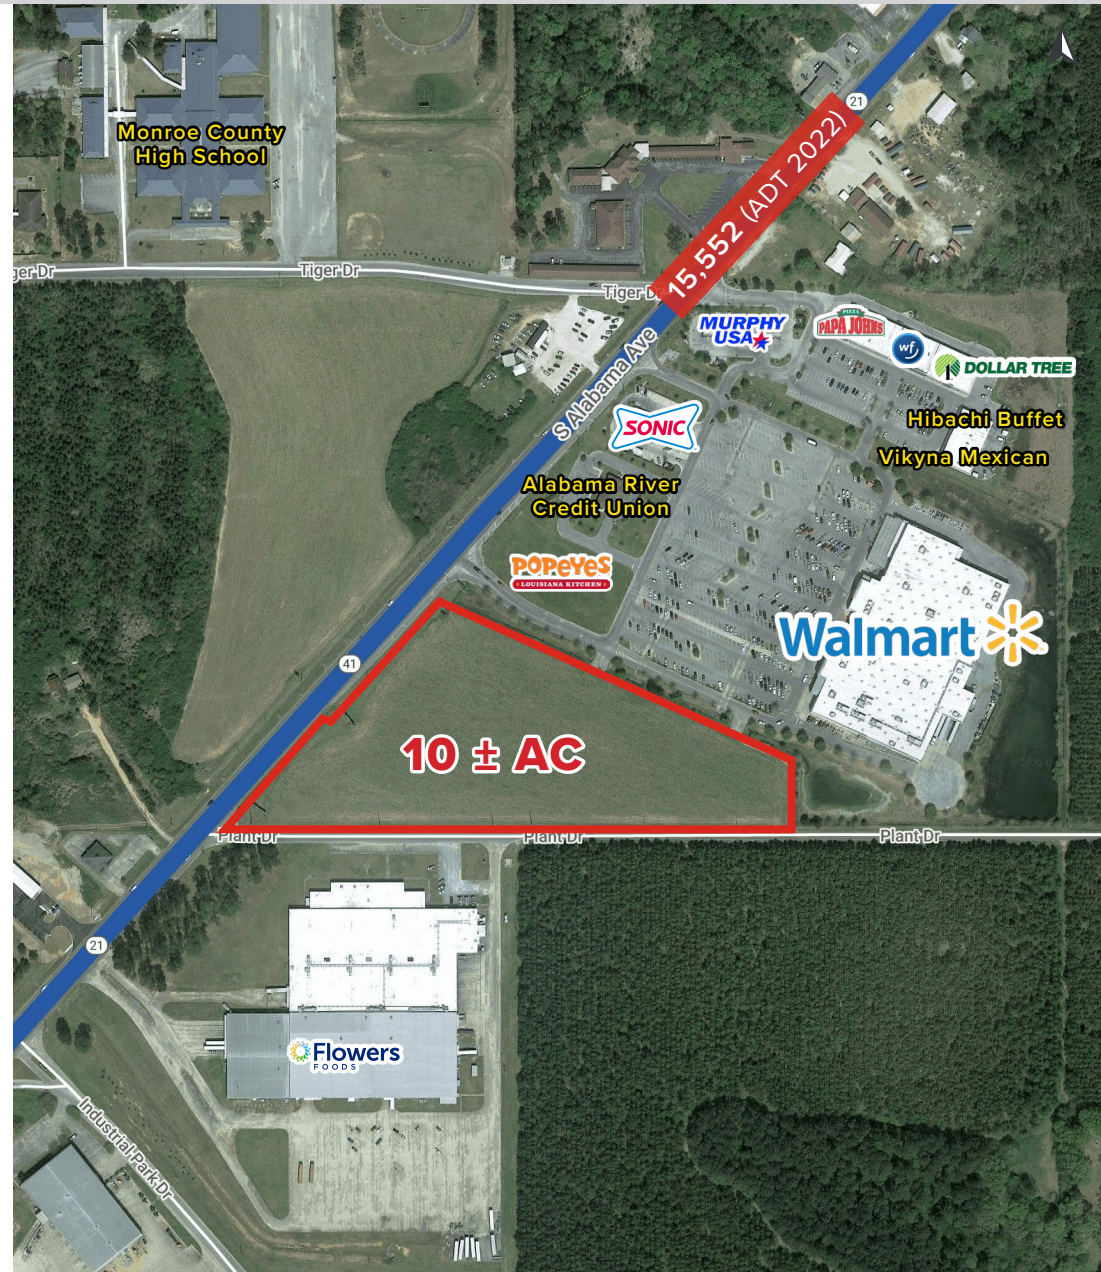 21
Monroe County
High School
15,552 (ADT 2022)
ger Dr
Tiger Dr
Tiger D
MURPHY
USA
PIZZA
PAPA JOHNS
wf
DOLLAR TREE
S Alabama Ave
SONIC
Hibachi Buffet
Vikyna Mexican
Alabama River
Credit Union
POPEYES
LOUISIANA KITCHEN
Walmart
41
10 ± AC
Plant Dr
Plant Dr
Plant Dr
21
Flowers
FOODS
Industrial Park Dr